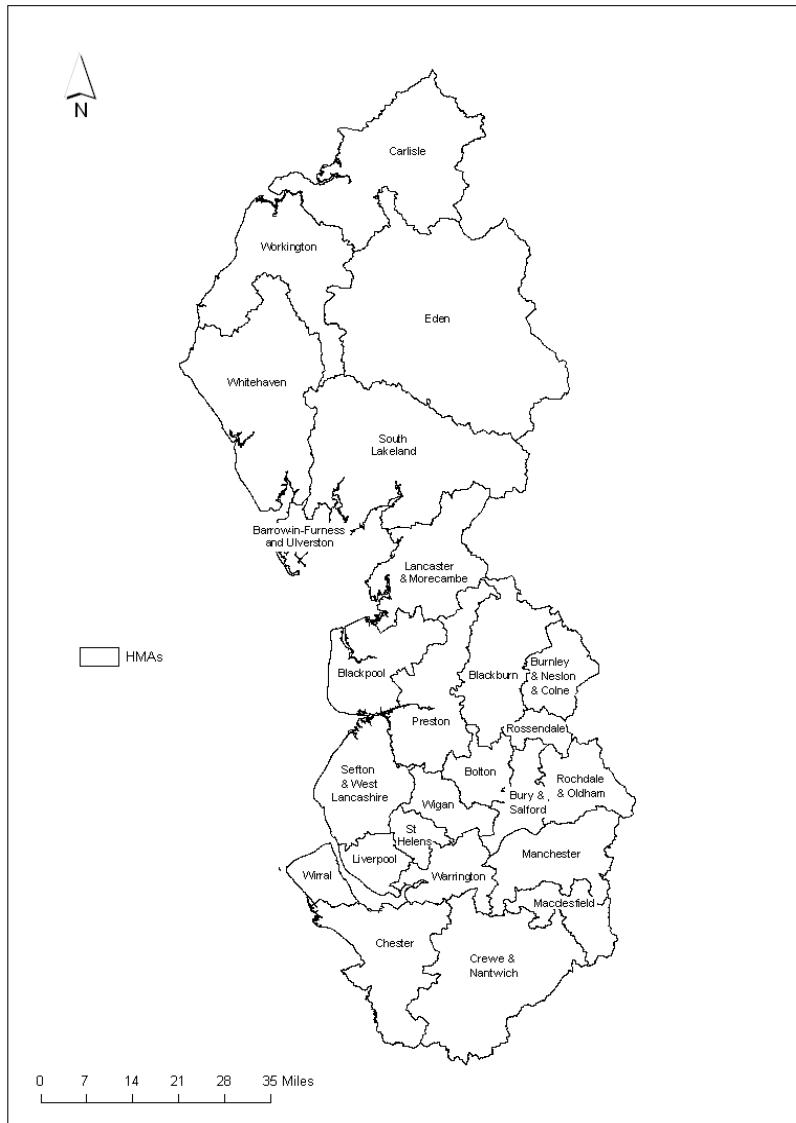 N
Carlisle
Workington
Eden
Whitehaven
South
Lakeland
Barrow-in-Furness
and Ulverston
Lancaster
& Morecambe
HMAs
Blackpool
Blackburn
Burnley
& Neslon
& Colne
Preston
Rossendale
Sefton
& West
Lancashire
Bolton
Wigan
Bury &
Salford
Rochdale
& Oldham
St
Helens
Liverpool
Manchester
Wirral
Warrington
Macclesfield
Chester
Crewe &
Nantwich
0 7 14 21 28 35 Miles